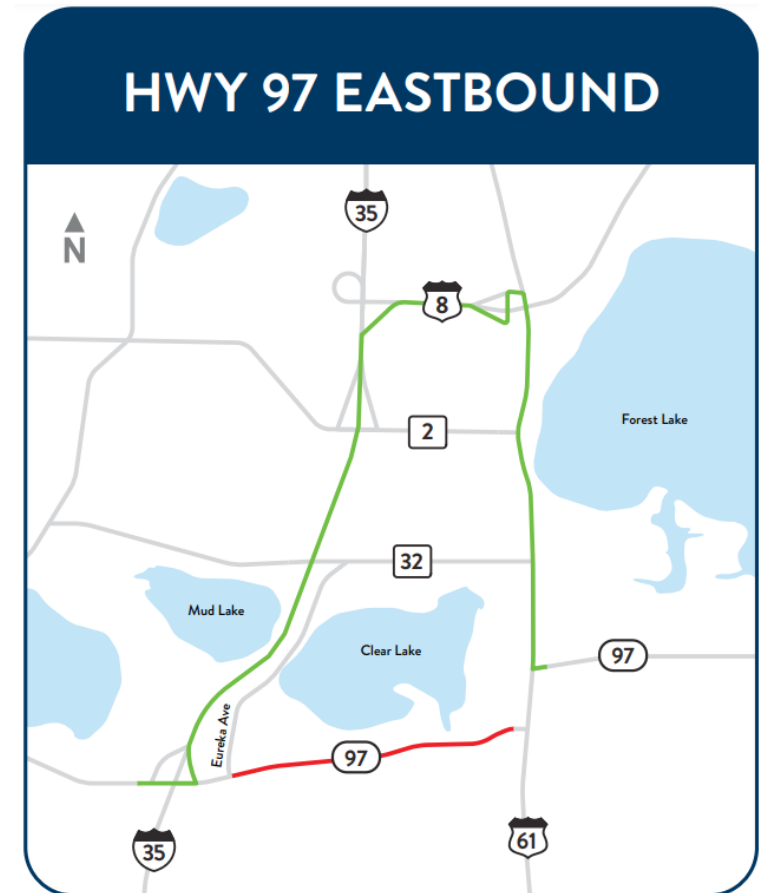 HWY 97 EASTBOUND
35
N
8
Forest Lake
2
32
Mud Lake
Clear Lake
97
Eureka Ave
97
61
35